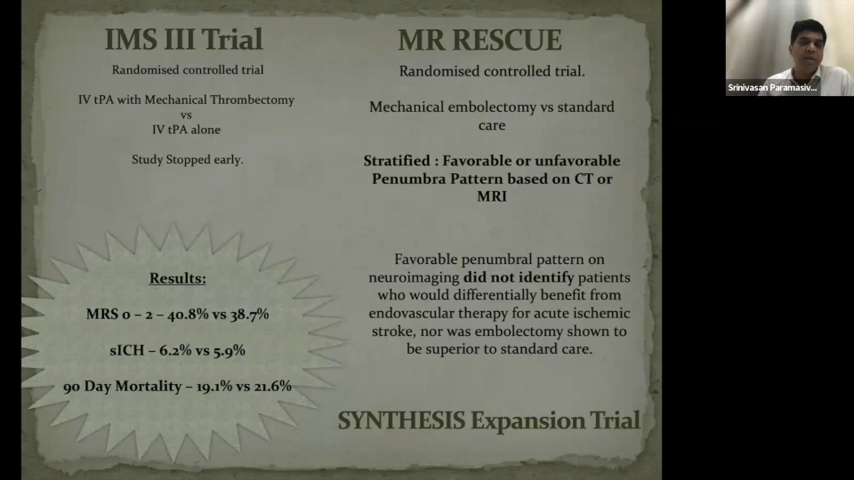 IMS III Trial
Randomised controlled trial
IV tPA with Mechanical Thrombectomy
vs
IV tPA alone
Study Stopped early.
Results:
MRS 0 – 2 – 40.8% vs 38.7%
sICH – 6.2% vs 5.9%
90 Day Mortality – 19.1% vs 21.6%
MR RESCUE
Randomised controlled trial.
Mechanical embolectomy vs standard
care
Stratified : Favorable or unfavorable
Penumbra Pattern based on CT or
MRI
Favorable penumbral pattern on
neuroimaging did not identify patients
who would differentially benefit from
endovascular therapy for acute ischemic
stroke, nor was embolectomy shown to
be superior to standard care.
SYNTHESIS Expansion Trial
Srinivasan Paramasiv...